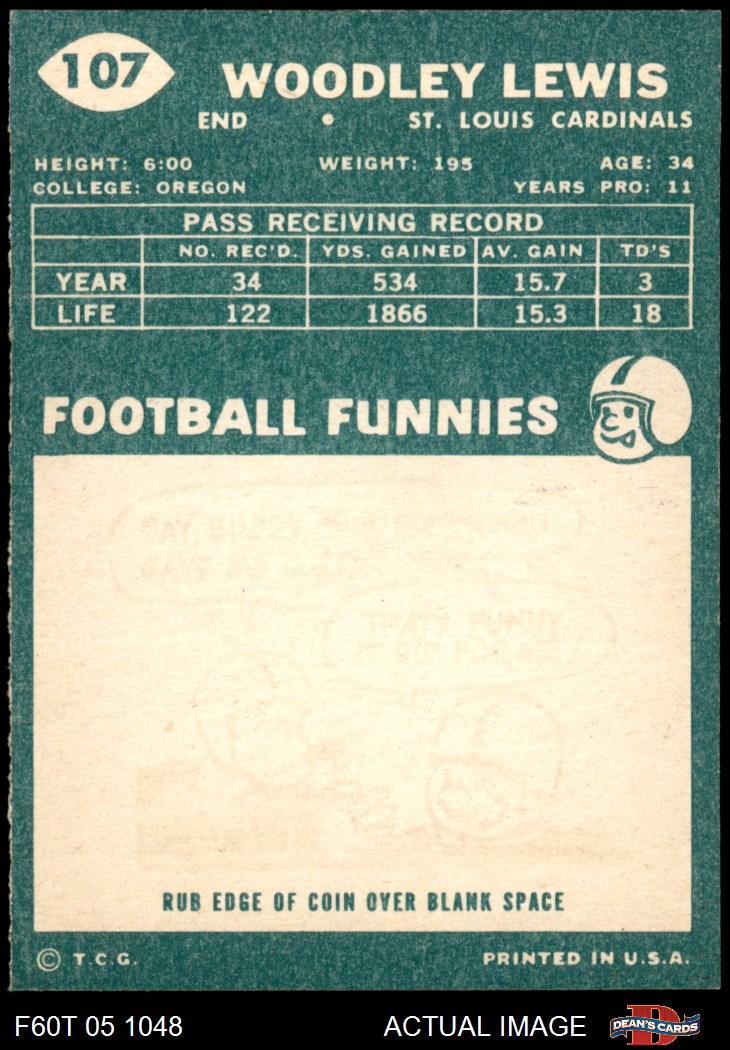 107
WOODLEY LEWIS
END • ST. LOUIS CARDINALS
HEIGHT: 6:00 WEIGHT: 195 AGE: 34
COLLEGE: OREGON YEARS PRO: 11
PASS RECEIVING RECORD
NO. REC'D. YDS. GAINED AV. GAIN TD'S
YEAR 34 534 15.7 3
LIFE 122 1866 15.3 18
FOOTBALL FUNNIES
THAT'S FUNNY
RUB EDGE OF COIN OVER BLANK SPACE
© T.C.G. PRINTED IN U.S.A.
F60T 05 1048 ACTUAL IMAGE DEAN'S CARDS